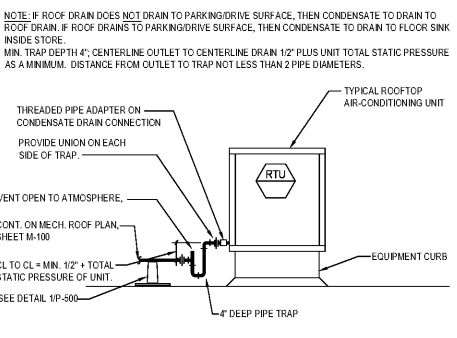 NOTE: IF ROOF DRAIN DOES NOT DRAIN TO PARKING/DRIVE SURFACE, THEN CONDENSATE TO DRAIN TO
ROOF DRAIN. IF ROOF DRAINS TO PARKING/DRIVE SURFACE, THEN CONDENSATE TO DRAIN TO FLOOR SINK
INSIDE STORE.
MIN. TRAP DEPTH 4"; CENTERLINE OUTLET TO CENTERLINE DRAIN 1/2" PLUS UNIT TOTAL STATIC PRESSURE
AS A MINIMUM. DISTANCE FROM OUTLET TO TRAP NOT LESS THAN 2 PIPE DIAMETERS.
TYPICAL ROOFTOP
AIR-CONDITIONING UNIT
THREADED PIPE ADAPTER ON
CONDENSATE DRAIN CONNECTION
PROVIDE UNION ON EACH
SIDE OF TRAP.
RTU
VENT OPEN TO ATMOSPHERE,
CONT. ON MECH. ROOF PLAN,
SHEET M-100
EQUIPMENT CURB
CL TO CL = MIN. 1/2" + TOTAL
STATIC PRESSURE OF UNIT.
SEE DETAIL 1/P-500
4" DEEP PIPE TRAP